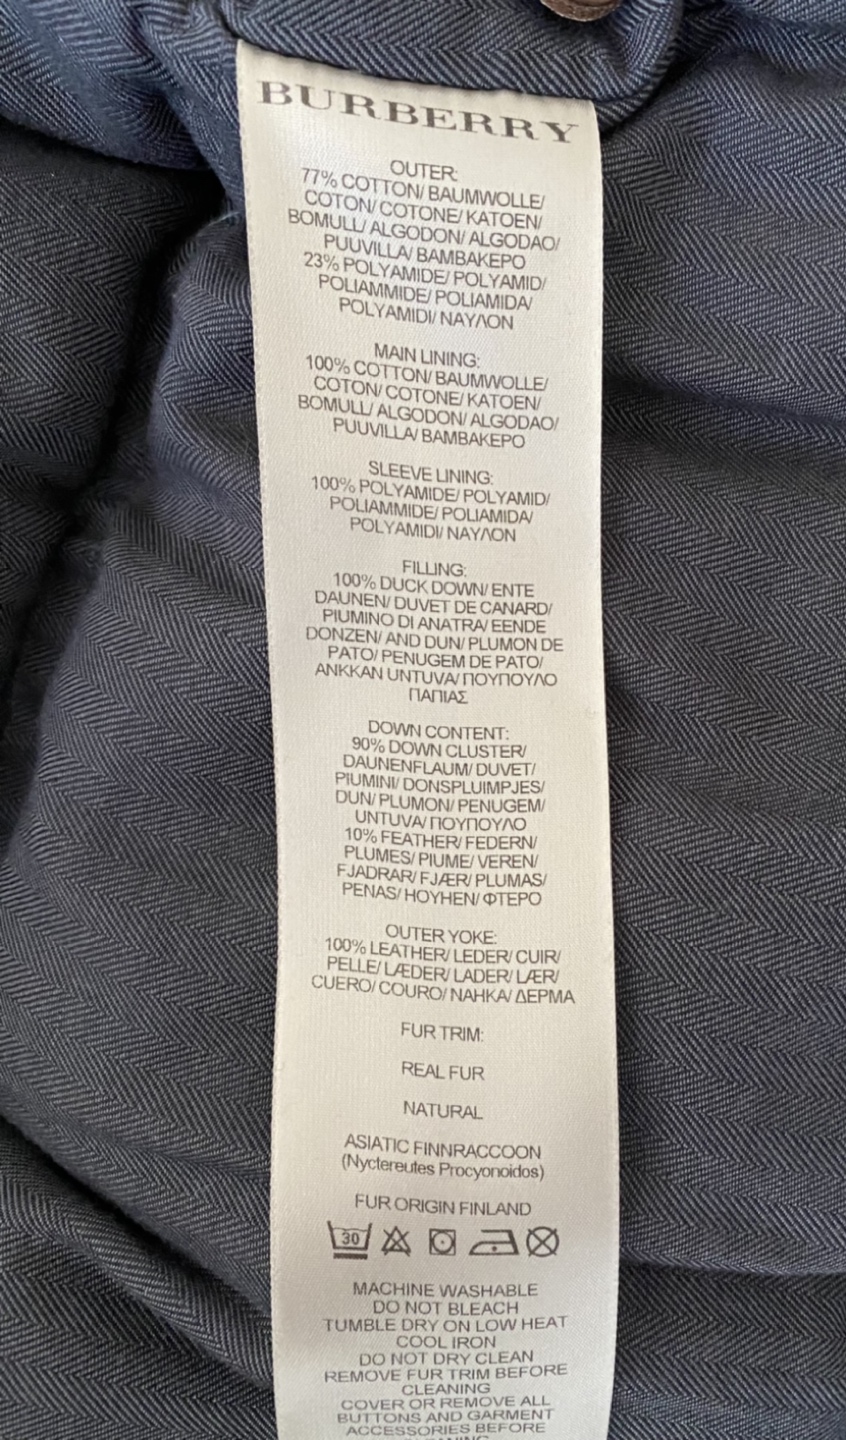 BURBERRY
OUTER:
77% COTTON/ BAUMWOLLE/
COTON/ COTONE/ KATOEN/
BOMULL/ ALGODON/ ALGODAO/
PUUVILLA/ ΒΑΜΒΑΚΕΡΟ
23% POLYAMIDE/ POLYAMID/
POLIAMMIDE/ POLIAMIDA/
POLYAMIDI/ ΝΑΥΛΟΝ
MAIN LINING:
100% COTTON/ BAUMWOLLE/
COTON/ COTONE/ KATOEN/
BOMULL/ ALGODON/ ALGODAO/
PUUVILLA/ ΒΑΜΒΑΚΕΡΟ
SLEEVE LINING:
100% POLYAMIDE/ POLYAMID/
POLIAMMIDE/ POLIAMIDA/
POLYAMIDI/ ΝΑΥΛΟΝ
FILLING:
100% DUCK DOWN/ ENTE
DAUNEN/ DUVET DE CANARD/
PIUMINO DI ANATRA/ EENDE
DONZEN/ AND DUN/ PLUMON DE
PATO/ PENUGEM DE PATO/
ANKKAN UNTUVA/ ΠΟΥΠΟΥΛΟ
ΠΑΠΙΑΣ
DOWN CONTENT:
90% DOWN CLUSTER/
DAUNENFLAUM/ DUVET/
PIUMINI/ DONSPLUIMPJES/
DUN/ PLUMON/ PENUGEM/
UNTUVA/ ΠΟΥΠΟΥΛΟ
10% FEATHER/ FEDERN/
PLUMES/ PIUME/ VEREN/
FJADRAR/ FJÆR/ PLUMAS/
PENAS/ HOYHEN/ ΦΤΕΡΟ
OUTER YOKE:
100% LEATHER/ LEDER/ CUIR/
PELLE/ LÆDER/ LADER/ LÆR/
CUERO/ COURO/ NAHKA/ ΔΕΡΜΑ
FUR TRIM:
REAL FUR
NATURAL
ASIATIC FINNRACCOON
(Nyctereutes Procyonoidos)
FUR ORIGIN FINLAND
30
MACHINE WASHABLE
DO NOT BLEACH
TUMBLE DRY ON LOW HEAT
COOL IRON
DO NOT DRY CLEAN
REMOVE FUR TRIM BEFORE
CLEANING
COVER OR REMOVE ALL
BUTTONS AND GARMENT
ACCESSORIES BEFORE